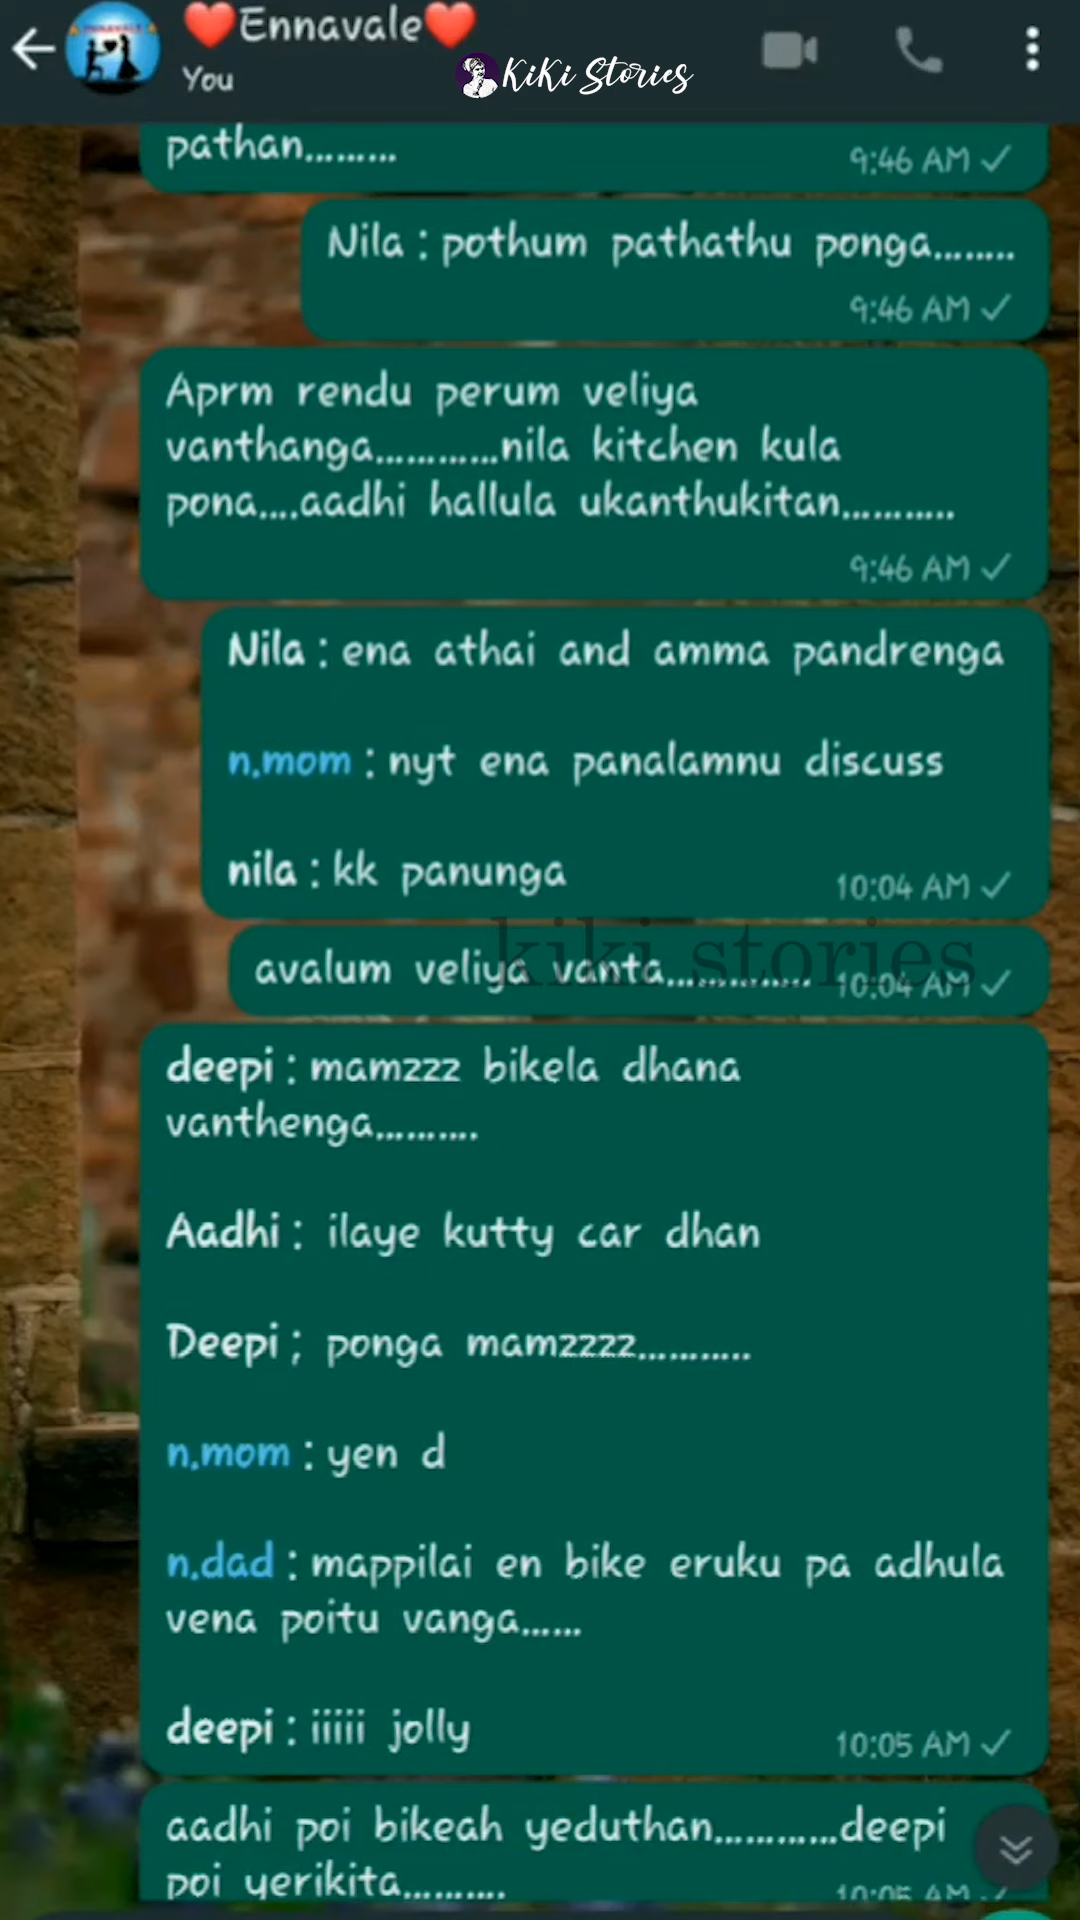 ❤️Ennavale❤️
You
KiKi Stories
pathan.........
9:46 AM
Nila : pothum pathathu ponga........
9:46 AM
Aprm rendu perum veliya
vanthanga............nila kitchen kula
pona....aadhi hallula ukanthukitan...........
9:46 AM
Nila : ena athai and amma pandrenga
n.mom : nyt ena panalamnu discuss
nila : kk panunga
10:04 AM
kiki stories
avalum veliya vanta..............
10:04 AM
deepi : mamzzz bikela dhana
vanthenga..........
Aadhi : ilaye kutty car dhan
Deepi ; ponga mamzzzz...........
n.mom : yen d
n.dad : mappilai en bike eruku pa adhula
vena poitu vanga......
deepi : iiiii jolly
10:05 AM
aadhi poi bikeah yeduthan............deepi
poi yerikita..........
10:05 AM